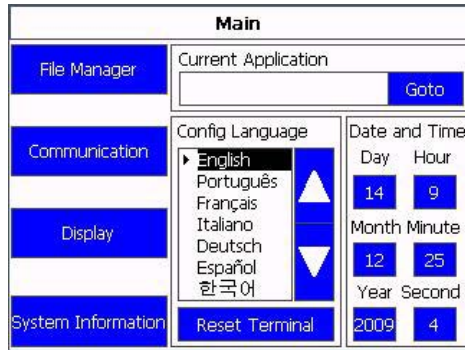 Main
File Manager
Communication
Display
System Information
Current Application
Goto
Config Language
English
Português
Français
Italiano
Deutsch
Español
한국어
Reset Terminal
Date and Time
Day Hour
14 9
Month Minute
12 25
Year Second
2009 4